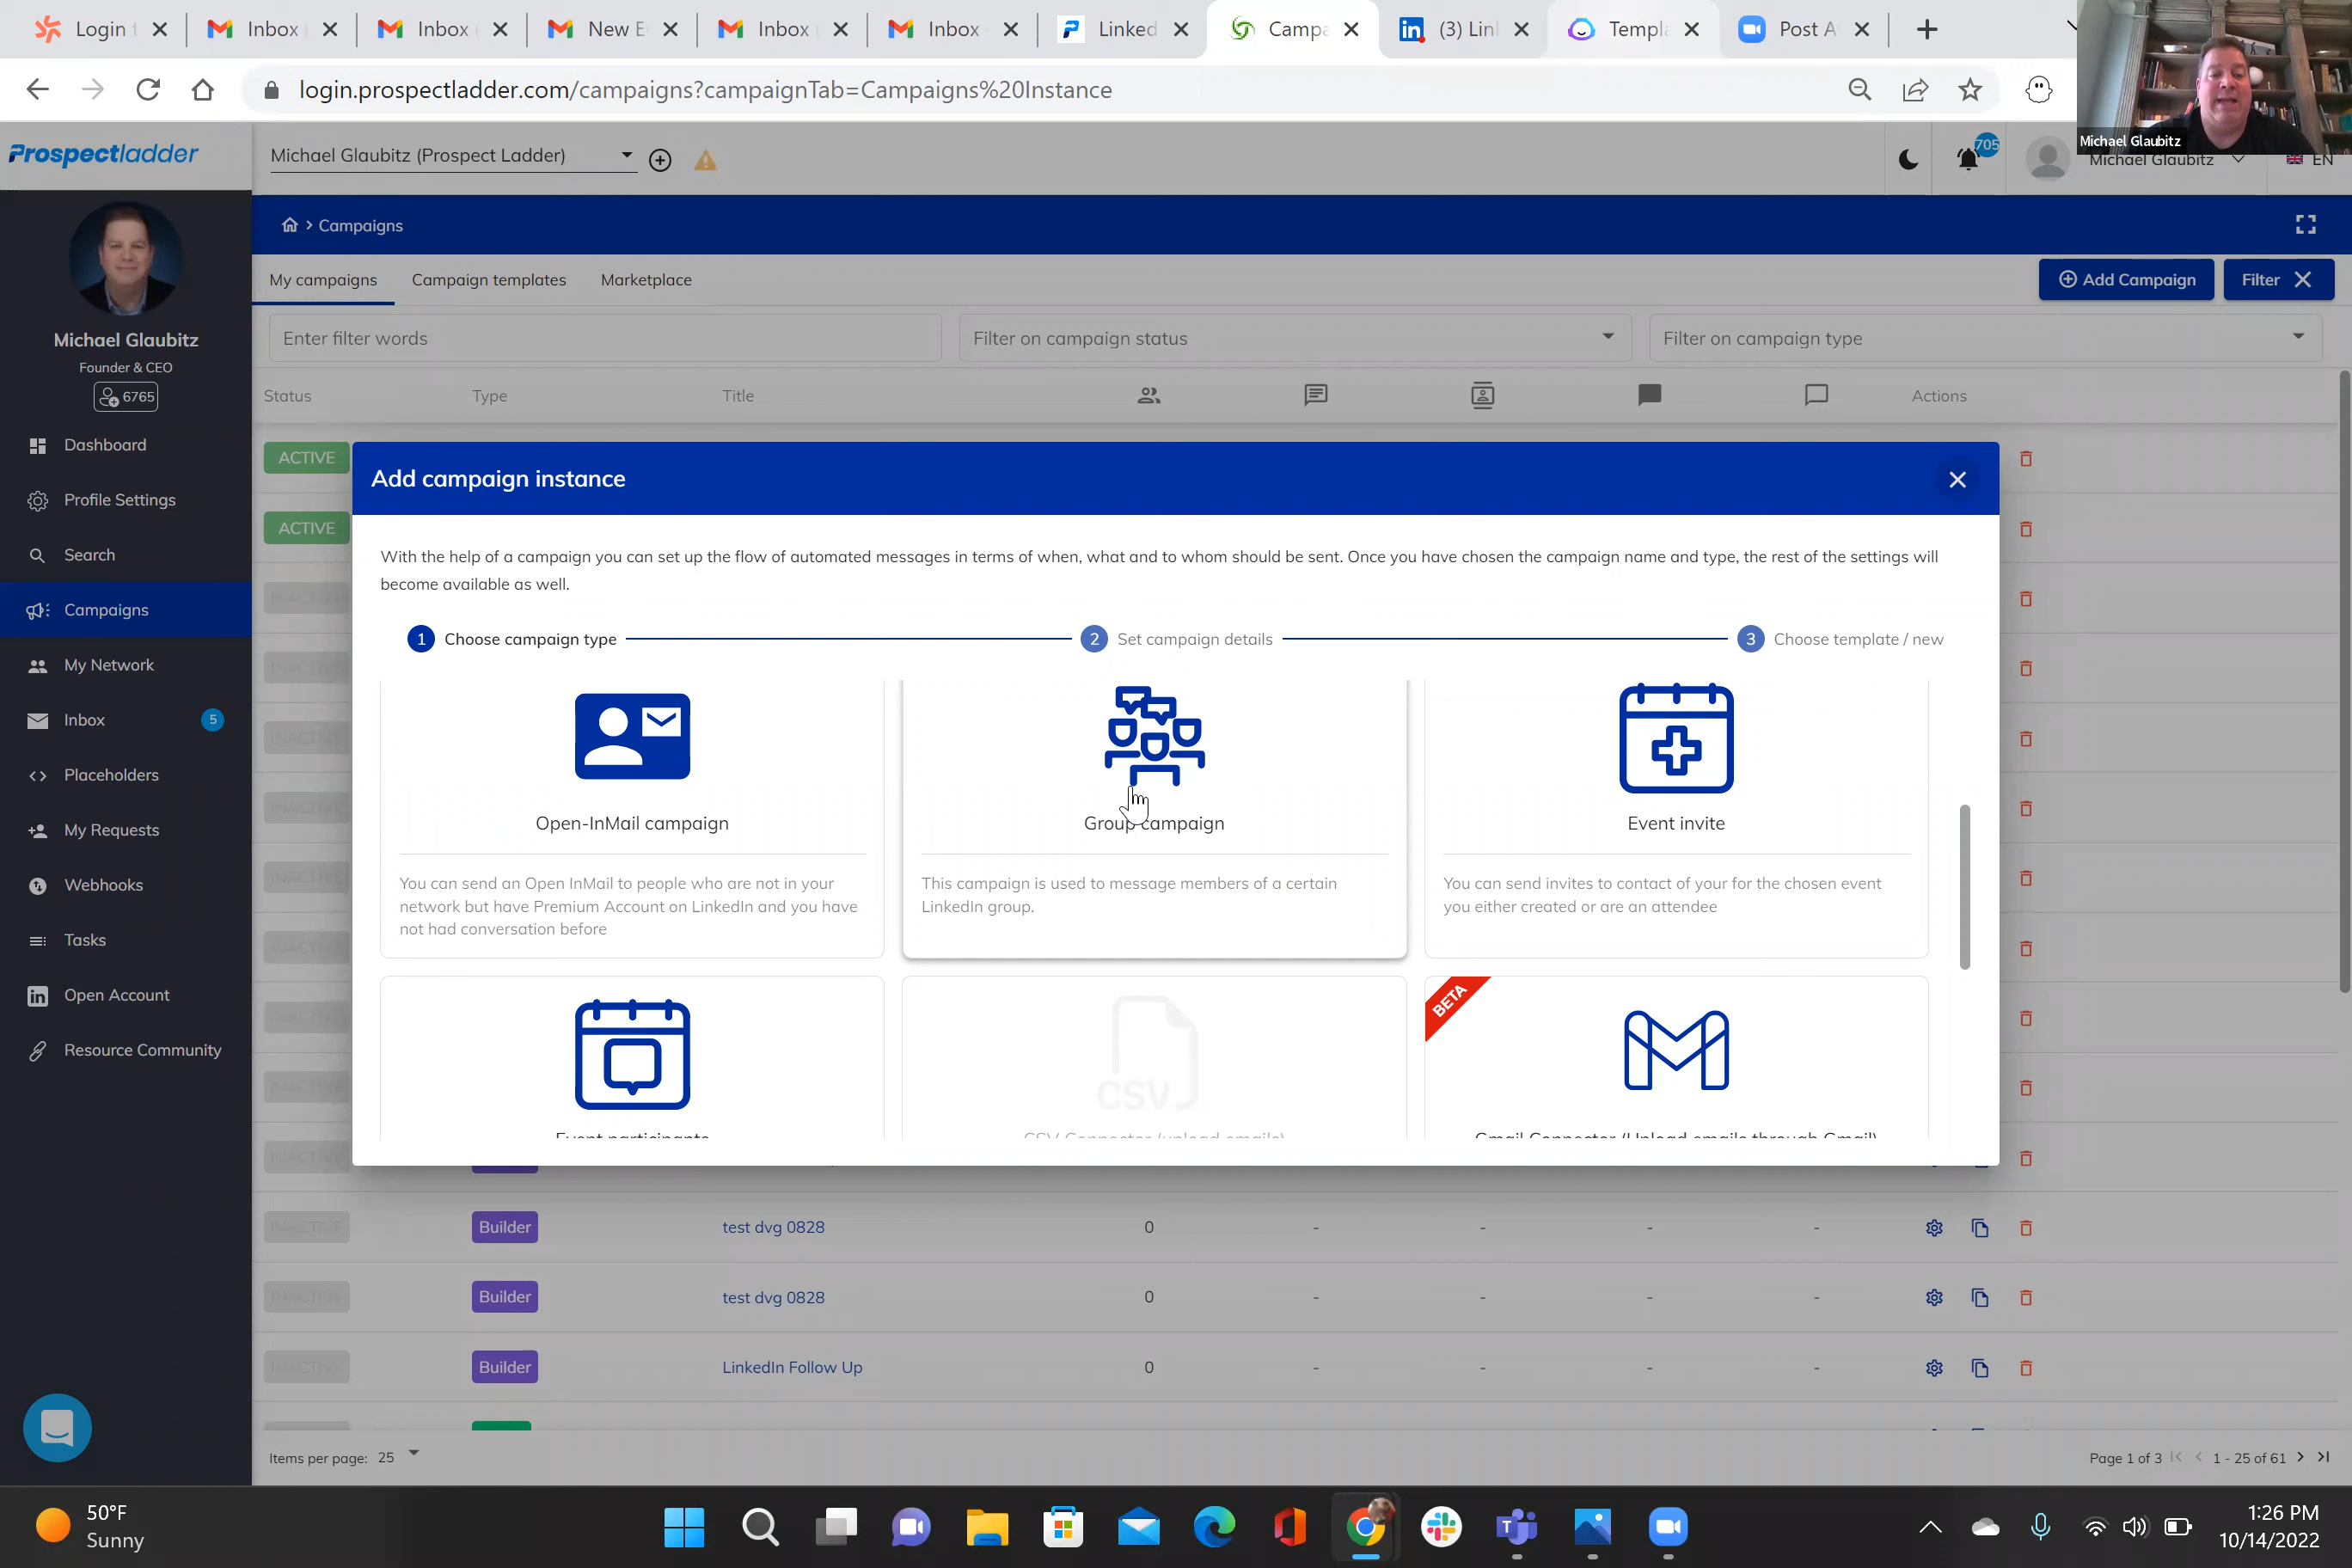 Login t
Inbox
Inbox
New E
Inbox
Inbox
Linked
Campa
(3) Lin
Templa
Post A
login.prospectladder.com/campaigns?campaignTab=Campaigns%20Instance
Michael Glaubitz
Prospectladder
Michael Glaubitz (Prospect Ladder)
705
Michael Glaubitz
EN
Campaigns
My campaigns
Campaign templates
Marketplace
Add Campaign
Filter
Michael Glaubitz
Founder & CEO
6765
Enter filter words
Filter on campaign status
Filter on campaign type
Status
Type
Title
Actions
Dashboard
Profile Settings
Search
Campaigns
My Network
Inbox
5
Placeholders
My Requests
Webhooks
Tasks
Open Account
Resource Community
ACTIVE
ACTIVE
Add campaign instance
With the help of a campaign you can set up the flow of automated messages in terms of when, what and to whom should be sent. Once you have chosen the campaign name and type, the rest of the settings will
become available as well.
1 Choose campaign type
2 Set campaign details
3 Choose template / new
Open-InMail campaign
You can send an Open InMail to people who are not in your
network but have Premium Account on LinkedIn and you have
not had conversation before
Group campaign
This campaign is used to message members of a certain
LinkedIn group.
Event invite
You can send invites to contact of your for the chosen event
you either created or are an attendee
Event participants
CSV
CSV Connector (upload emails)
BETA
Gmail Connector (Upload emails through Gmail)
INACTIVE
Builder
test dvg 0828
0
-
-
-
-
INACTIVE
Builder
test dvg 0828
0
-
-
-
-
INACTIVE
Builder
LinkedIn Follow Up
0
-
-
-
-
Items per page: 25
Page 1 of 3
1 - 25 of 61
50°F
Sunny
1:26 PM
10/14/2022